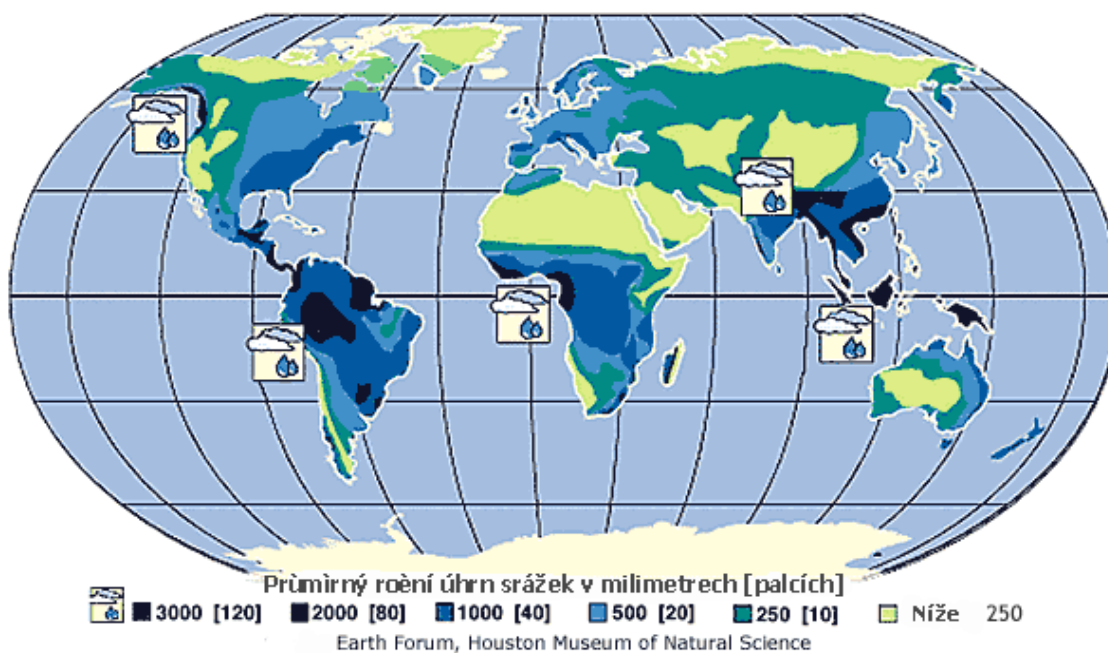 Prùmìrný roèní úhrn srážek v milimetrech [palcích]
3000 [120] 2000 [80] 1000 [40] 500 [20] 250 [10] Níže 250
Earth Forum, Houston Museum of Natural Science